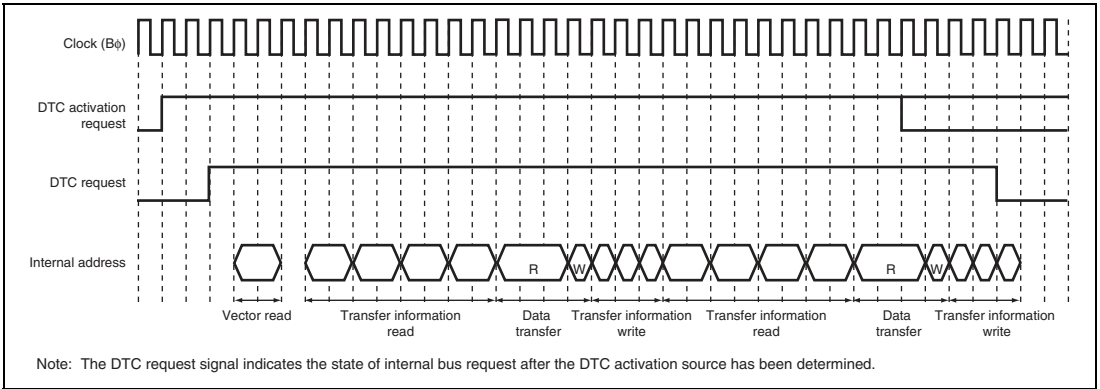 Clock (Bφ)
DTC activation
request
DTC request
Internal address
R
W
R
W
Vector read
Transfer information
read
Data
transfer
Transfer information
write
Transfer information
read
Data
transfer
Transfer information
write
Note: The DTC request signal indicates the state of internal bus request after the DTC activation source has been determined.